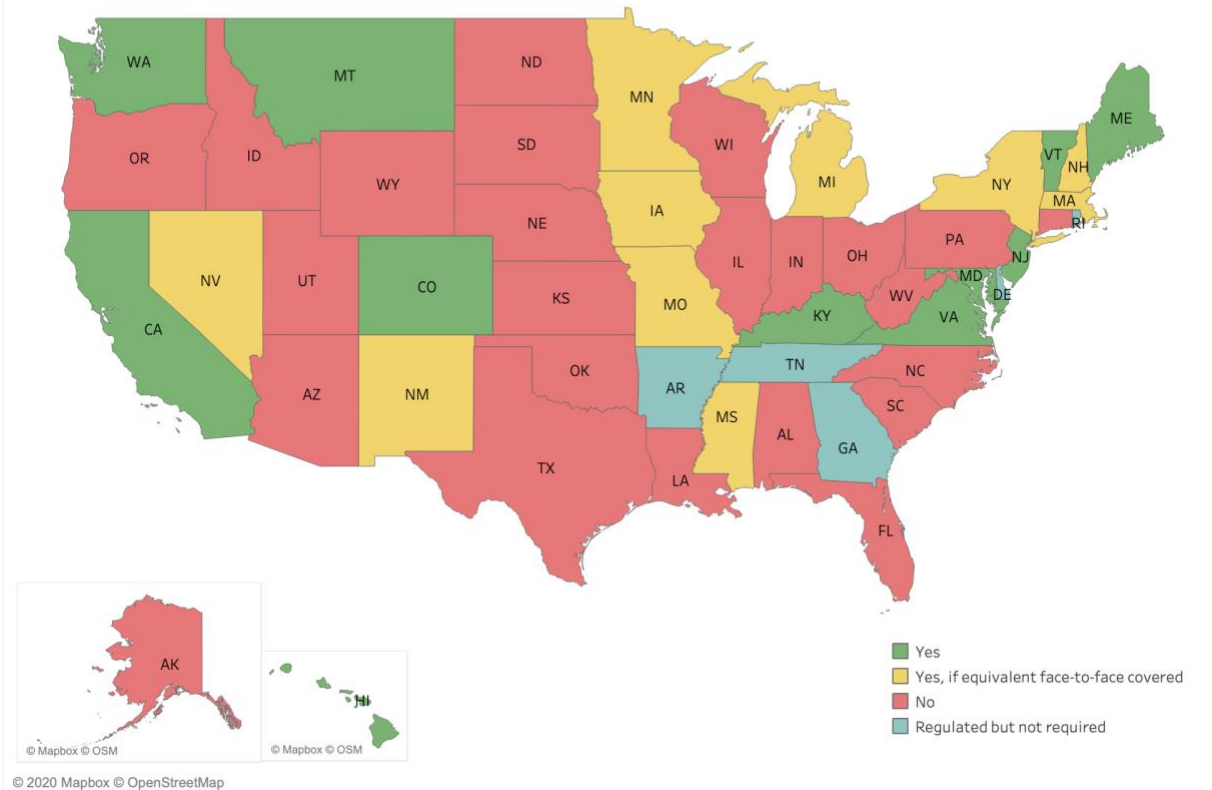 WA
MT
ND
MN
ME
OR
ID
SD
WI
VT
NH
WY
MI
NY
MA
IA
RI
NE
PA
NV
UT
CO
IL
IN
OH
NJ
MD
DE
CA
KS
MO
WV
KY
VA
AZ
NM
OK
AR
TN
NC
SC
MS
AL
GA
TX
LA
FL
AK
HI
© Mapbox © OSM
© Mapbox © OSM
Yes
Yes, if equivalent face-to-face covered
No
Regulated but not required
© 2020 Mapbox © OpenStreetMap